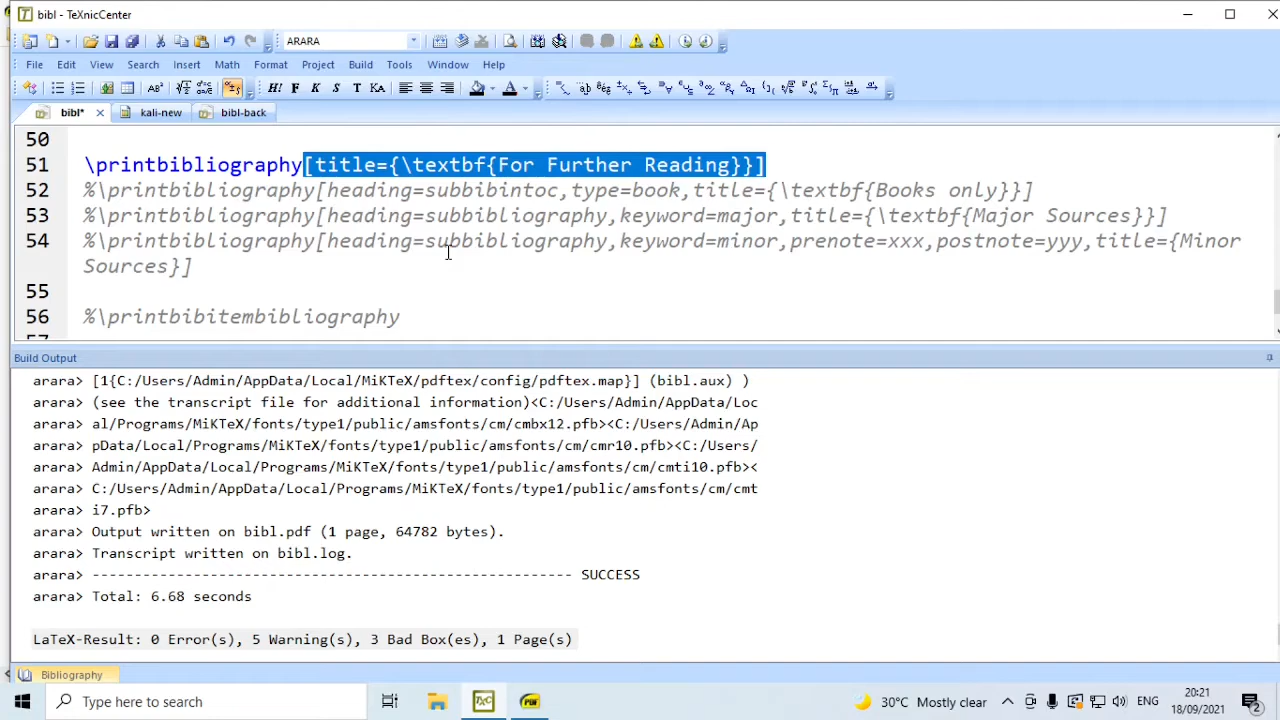 bibl - TeXnicCenter
ARARA
File Edit View Search Insert Math Format Project Build Tools Window Help
bibl* kali-new bibl-back
50
51 \printbibliography[title={\textbf{For Further Reading}}]
52 %\printbibliography[heading=subbibintoc,type=book,title={\textbf{Books only}}]
53 %\printbibliography[heading=subbibliography,keyword=major,title={\textbf{Major Sources}}]
54 %\printbibliography[heading=subbibliography,keyword=minor,prenote=xxx,postnote=yyy,title={Minor
Sources}]
55
56 %\printbibitembibliography
57
Build Output
arara> [1{C:/Users/Admin/AppData/Local/MiKTeX/pdftex/config/pdftex.map}] (bibl.aux) )
arara> (see the transcript file for additional information)<C:/Users/Admin/AppData/Loc
arara> al/Programs/MiKTeX/fonts/type1/public/amsfonts/cm/cmbx12.pfb><C:/Users/Admin/Ap
arara> pData/Local/Programs/MiKTeX/fonts/type1/public/amsfonts/cm/cmr10.pfb><C:/Users/
arara> Admin/AppData/Local/Programs/MiKTeX/fonts/type1/public/amsfonts/cm/cmti10.pfb><
arara> C:/Users/Admin/AppData/Local/Programs/MiKTeX/fonts/type1/public/amsfonts/cm/cmt
arara> i7.pfb>
arara> Output written on bibl.pdf (1 page, 64782 bytes).
arara> Transcript written on bibl.log.
arara> --------------------------------------------------------- SUCCESS
arara> Total: 6.68 seconds
LaTeX-Result: 0 Error(s), 5 Warning(s), 3 Bad Box(es), 1 Page(s)
Bibliography
Type here to search
30°C Mostly clear
ENG
20:21
18/09/2021
2